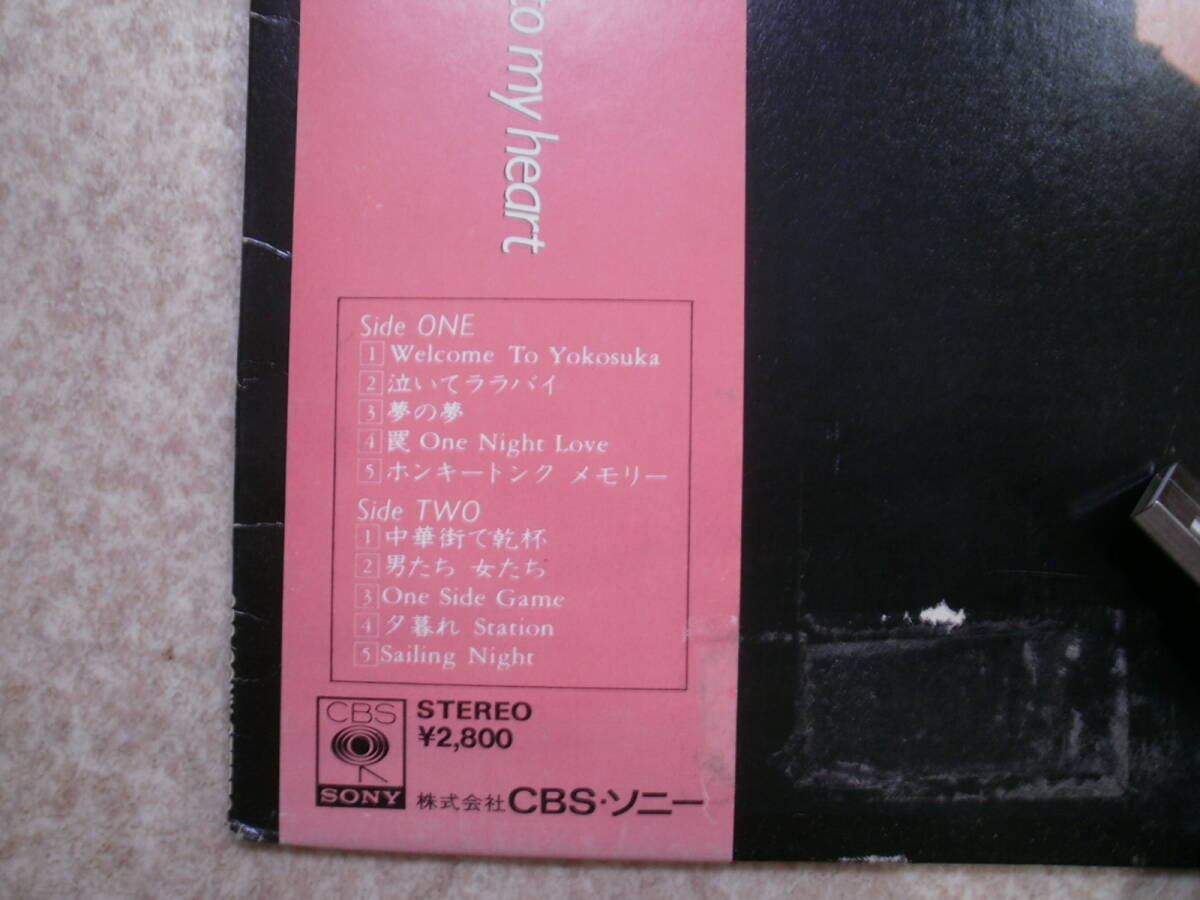 to my heart
Side ONE
1 Welcome To Yokosuka
2 泣いてララバイ
3 夢の夢
4 罠 One Night Love
5 ホンキートンク メモリー
Side TWO
1 中華街で乾杯
2 男たち 女たち
3 One Side Game
4 夕暮れ Station
5 Sailing Night
CBS
SONY
STEREO
¥2,800
株式会社CBS・ソニー